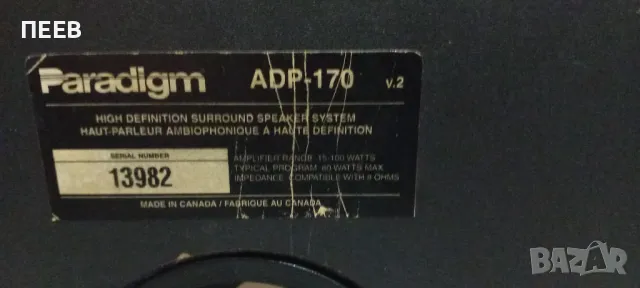 ПЕЕВ
Paradigm ADP-170 v.2
HIGH DEFINITION SURROUND SPEAKER SYSTEM
HAUT-PARLEUR AMBIOPHONIQUE A HAUTE DEFINITION
SERIAL NUMBER
13982
AMPLIFIER RANGE 15-100 WATTS
TYPICAL PROGRAM 80 WATTS MAX
IMPEDANCE COMPATIBLE WITH 8 OHMS
MADE IN CANADA / FABRIQUE AU CANADA
BAZAR